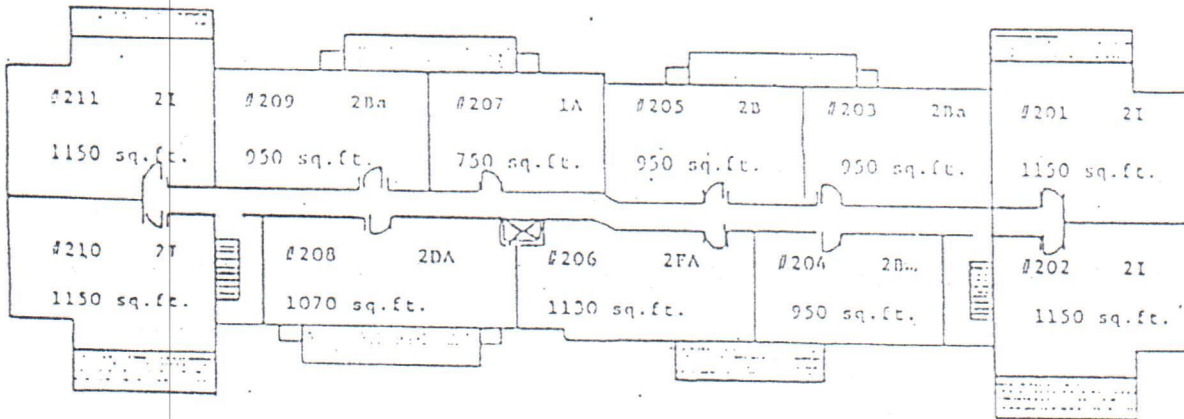 #211 2I
1150 sq.ft.
#209 2Ba
950 sq.ft.
#207 1A
750 sq.ft.
#205 2B
950 sq.ft.
#203 2Ba
950 sq.ft.
#201 2I
1150 sq.ft.
#210 2I
1150 sq.ft.
#208 2DA
1070 sq.ft.
#206 2FA
1130 sq.ft.
#204
950 sq.ft.
#202 2I
1150 sq.ft.